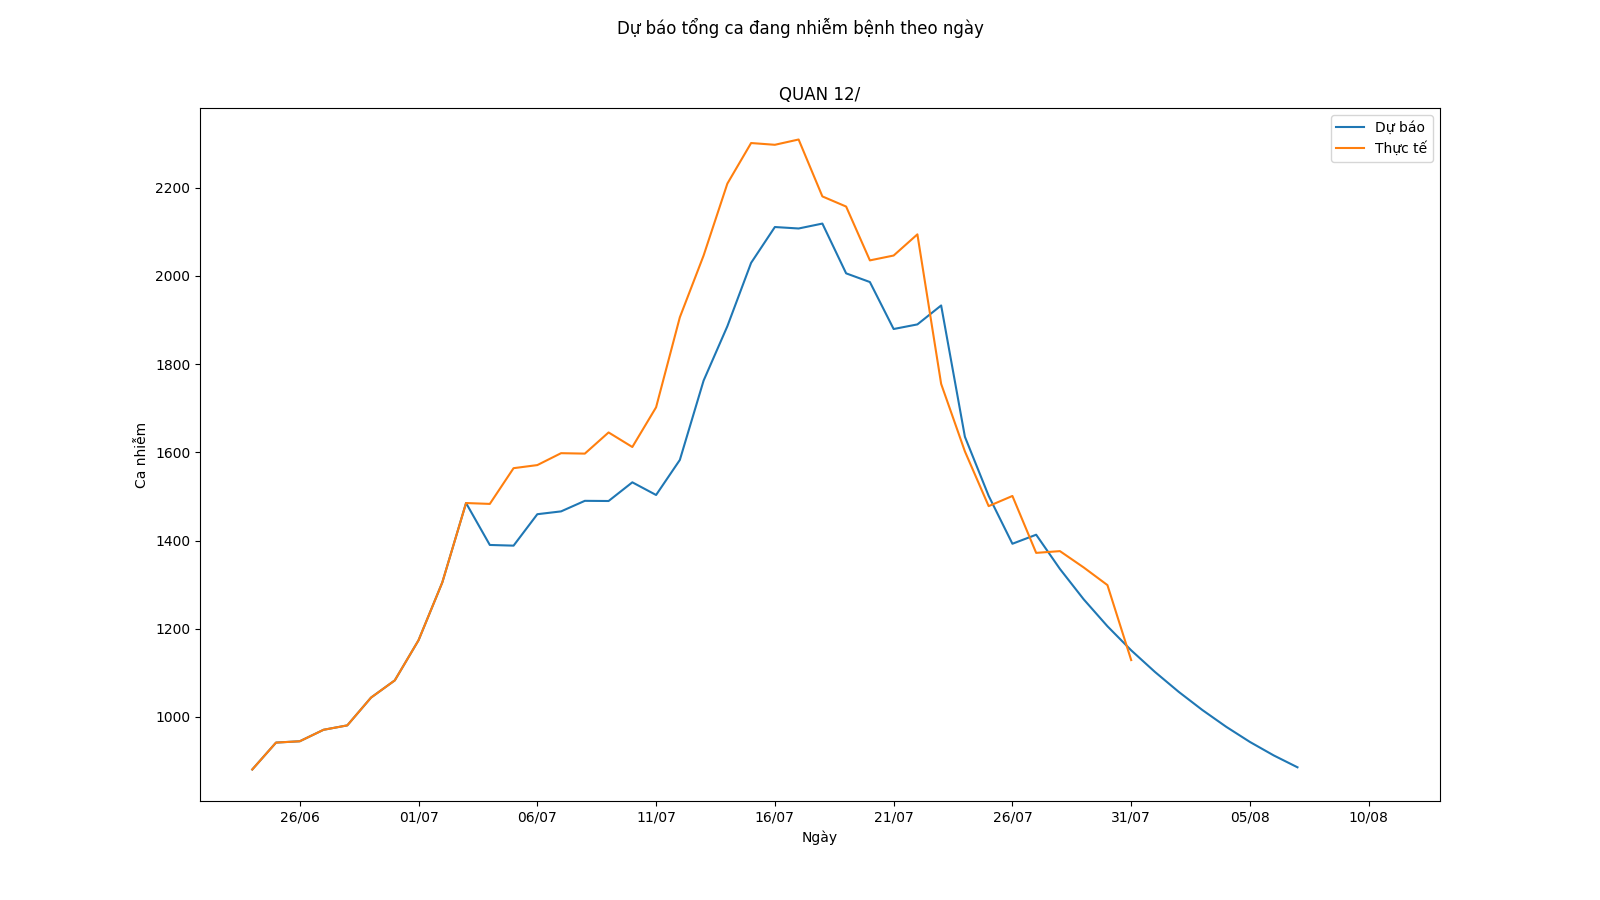 Dự báo tổng ca đang nhiễm bệnh theo ngày
QUAN 12/
Dự báo
Thực tế
2200
2000
1800
1600
1400
1200
1000
Ca nhiễm
26/06 01/07 06/07 11/07 16/07 21/07 26/07 31/07 05/08 10/08
Ngày